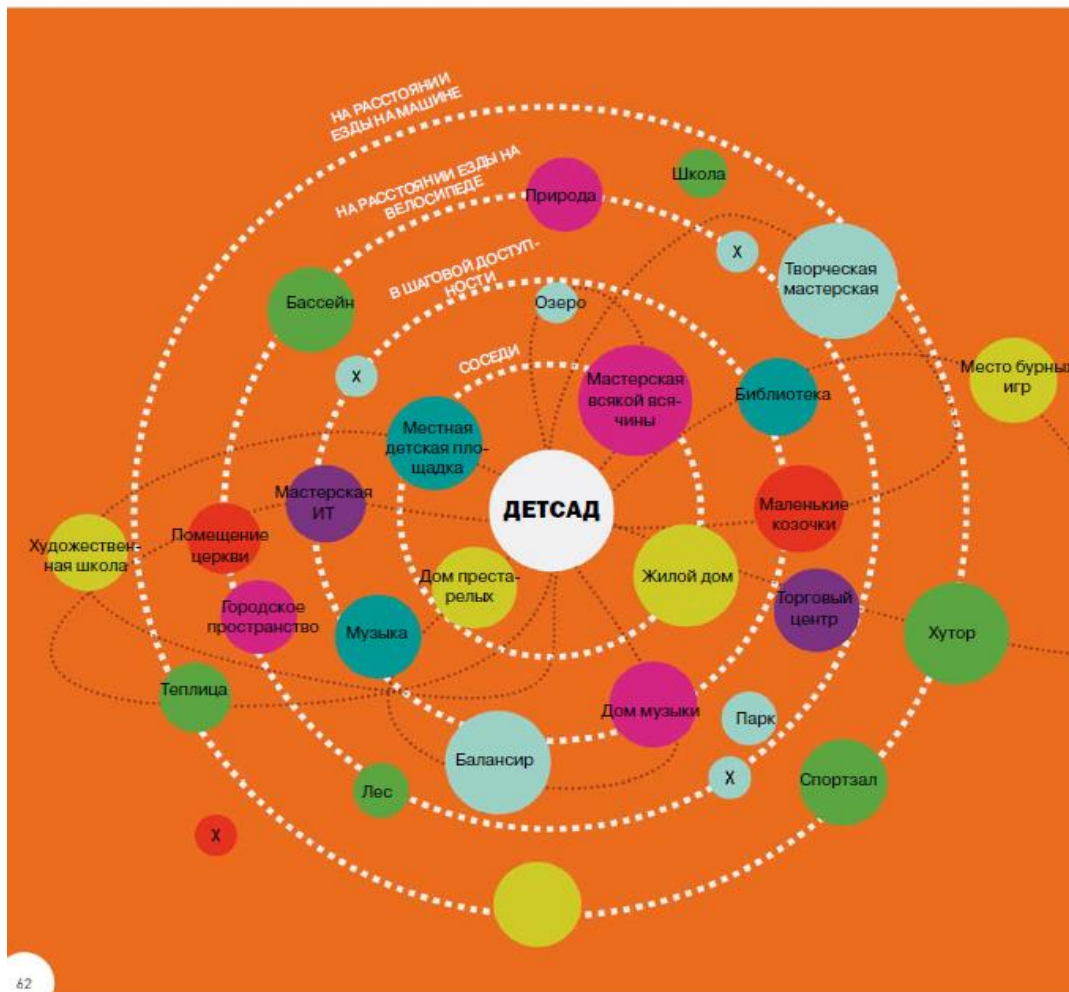 НА РАССТОЯНИИ
ЕЗДЫ НА МАШИНЕ
НА РАССТОЯНИИ ЕЗДЫ НА
ВЕЛОСИПЕДЕ
В ШАГОВОЙ ДОСТУП-
НОСТИ
СОСЕДИ
Школа
Природа
X
Творческая
мастерская
Бассейн
Озеро
X
Место бурных
игр
Мастерская
всякой вся-
чины
Библиотека
Местная
детская пло-
щадка
Мастерская
ИТ
ДЕТСАД
Маленькие
козочки
Художествен-
ная школа
Помещение
церкви
Дом преста-
релых
Жилой дом
Городское
пространство
Музыка
Торговый
центр
Хутор
Теплица
Дом музыки
Парк
Балансир
X
Спортзал
Лес
X
62